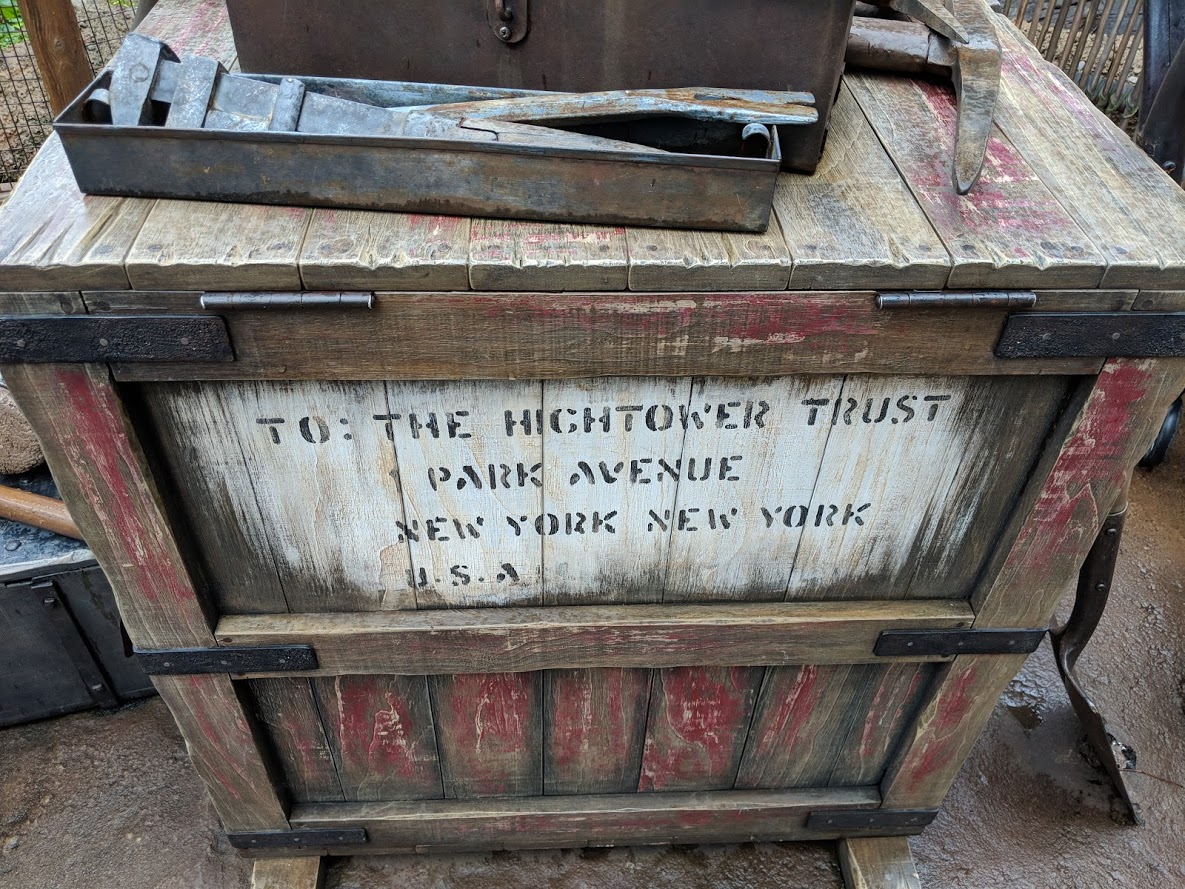 TO: THE HIGHTOWER TRUST
PARK AVENUE
NEW YORK NEW YORK
U.S.A